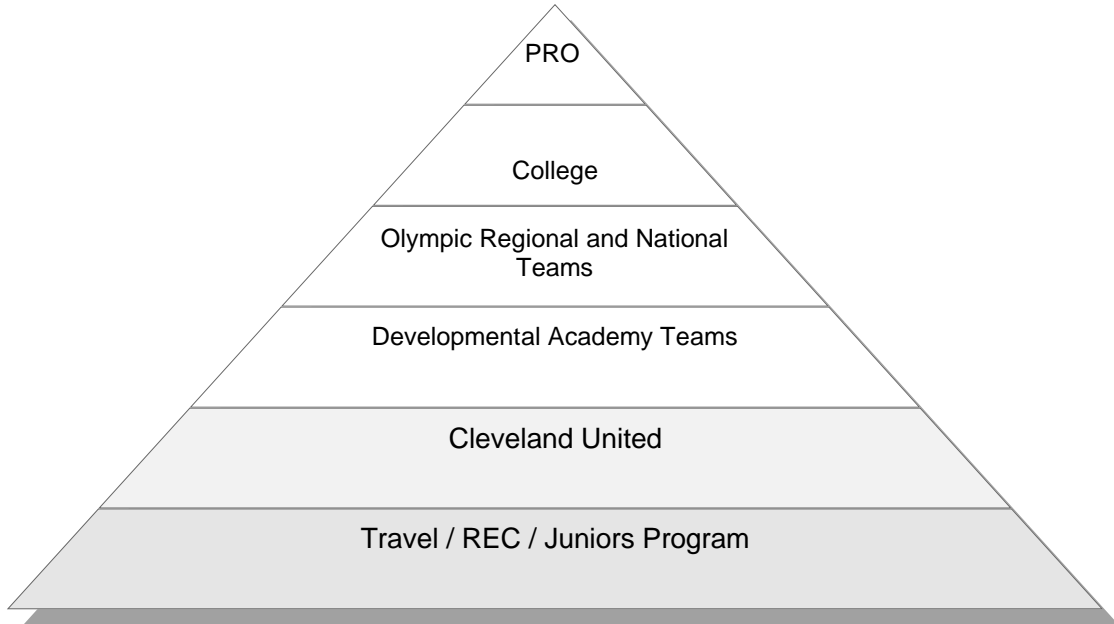 PRO
College
Olympic Regional and National
Teams
Developmental Academy Teams
Cleveland United
Travel / REC / Juniors Program